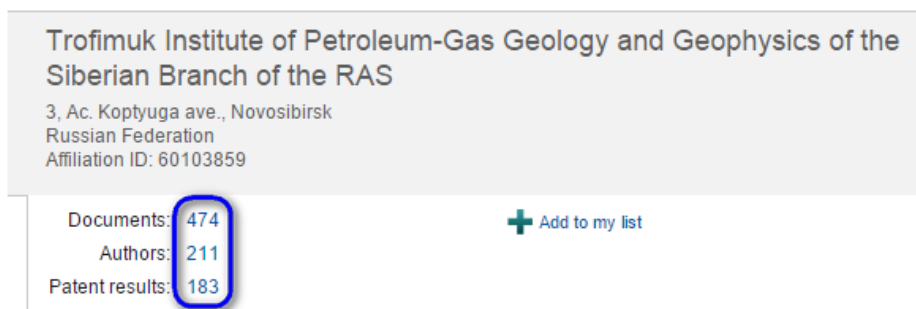 Trofimuk Institute of Petroleum-Gas Geology and Geophysics of the
Siberian Branch of the RAS
3, Ac. Koptyuga ave., Novosibirsk
Russian Federation
Affiliation ID: 60103859
Documents: 474
Add to my list
Authors: 211
Patent results: 183